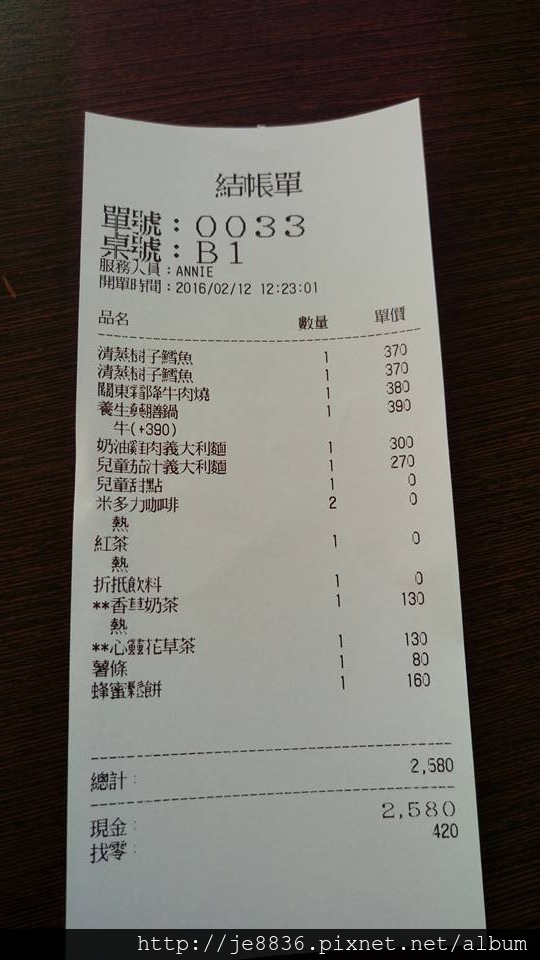 結帳單
單號：0033
桌號：B1
服務人員：ANNIE
開單時間：2016/02/12 12:23:01
品名 數量 單價
清蒸樹子鱈魚 1 370
清蒸樹子鱈魚 1 370
關東霜降牛肉燒 1 380
養生藥膳鍋 1 390
牛(+390)
奶油雞肉義大利麵 1 300
兒童茄汁義大利麵 1 270
兒童甜點 1 0
米多力咖啡 2 0
熱
紅茶 1 0
熱
折抵飲料 1 0
**香草奶茶 1 130
熱
**心靈花草茶 1 130
薯條 1 80
蜂蜜鬆餅 1 160
總計： 2,580
現金： 2,580
找零： 420
http://je8836.pixnet.net/album